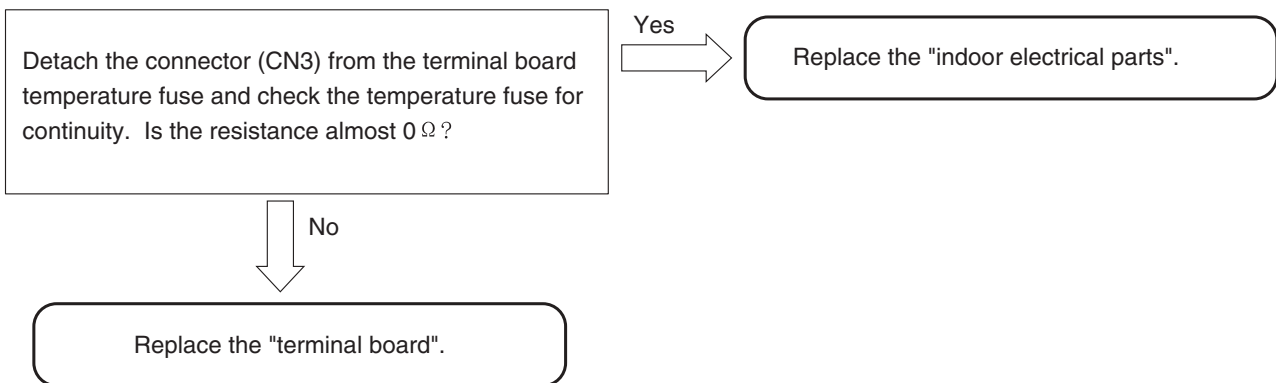 Detach the connector (CN3) from the terminal board
temperature fuse and check the temperature fuse for
continuity.  Is the resistance almost 0 Ω ?
Yes
Replace the "indoor electrical parts".
No
Replace the "terminal board".